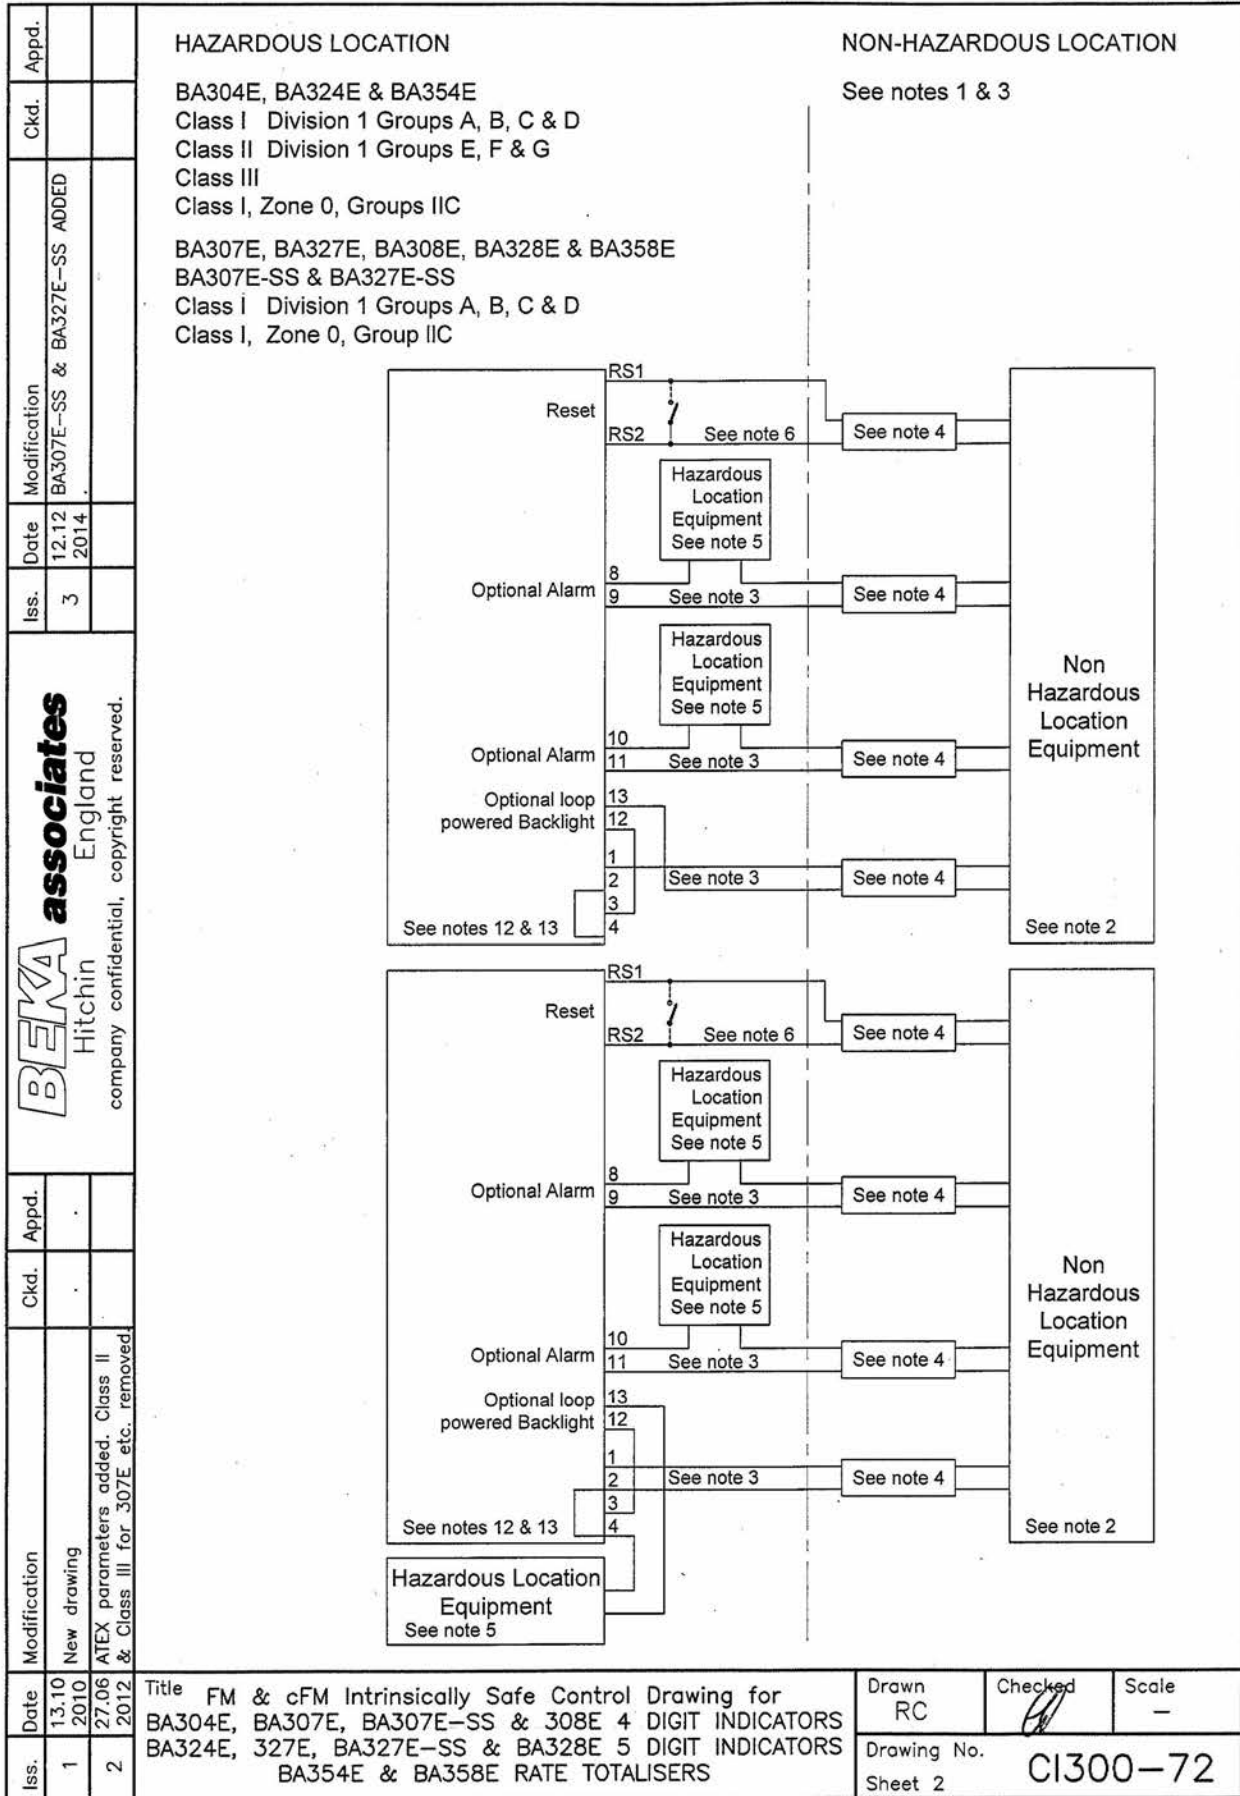 HAZARDOUS LOCATION
NON-HAZARDOUS LOCATION
BA304E, BA324E & BA354E
See notes 1 & 3
Class I Division 1 Groups A, B, C & D
Class II Division 1 Groups E, F & G
Class III
Class I, Zone 0, Groups IIC
BA307E, BA327E, BA308E, BA328E & BA358E
BA307E-SS & BA327E-SS
Class I Division 1 Groups A, B, C & D
Class I, Zone 0, Group IIC
RS1
Reset
RS2
See note 6
See note 4
Hazardous
Location
Equipment
See note 5
8
Optional Alarm
9
See note 3
See note 4
Hazardous
Location
Equipment
See note 5
10
Optional Alarm
11
See note 3
See note 4
Optional loop
powered Backlight
13
12
1
2
3
4
See note 3
See note 4
See notes 12 & 13
Non
Hazardous
Location
Equipment
See note 2
RS1
Reset
RS2
See note 6
See note 4
Hazardous
Location
Equipment
See note 5
8
Optional Alarm
9
See note 3
See note 4
Hazardous
Location
Equipment
See note 5
10
Optional Alarm
11
See note 3
See note 4
Optional loop
powered Backlight
13
12
1
2
3
4
See note 3
See note 4
See notes 12 & 13
Non
Hazardous
Location
Equipment
See note 2
Hazardous Location
Equipment
See note 5
Iss. Date Modification Ckd. Appd.
3 12.12 2014 BA307E-SS & BA327E-SS ADDED
BEKA associates
Hitchin England
company confidential, copyright reserved.
Iss. Date Modification Ckd. Appd.
1 13.10 2010 New drawing
2 27.06 2012 ATEX parameters added. Class II
& Class III for 307E etc. removed
Title FM & cFM Intrinsically Safe Control Drawing for
BA304E, BA307E, BA307E-SS & 308E 4 DIGIT INDICATORS
BA324E, 327E, BA327E-SS & BA328E 5 DIGIT INDICATORS
BA354E & BA358E RATE TOTALISERS
Drawn
RC
Checked
Scale
—
Drawing No.
Sheet 2
CI300-72